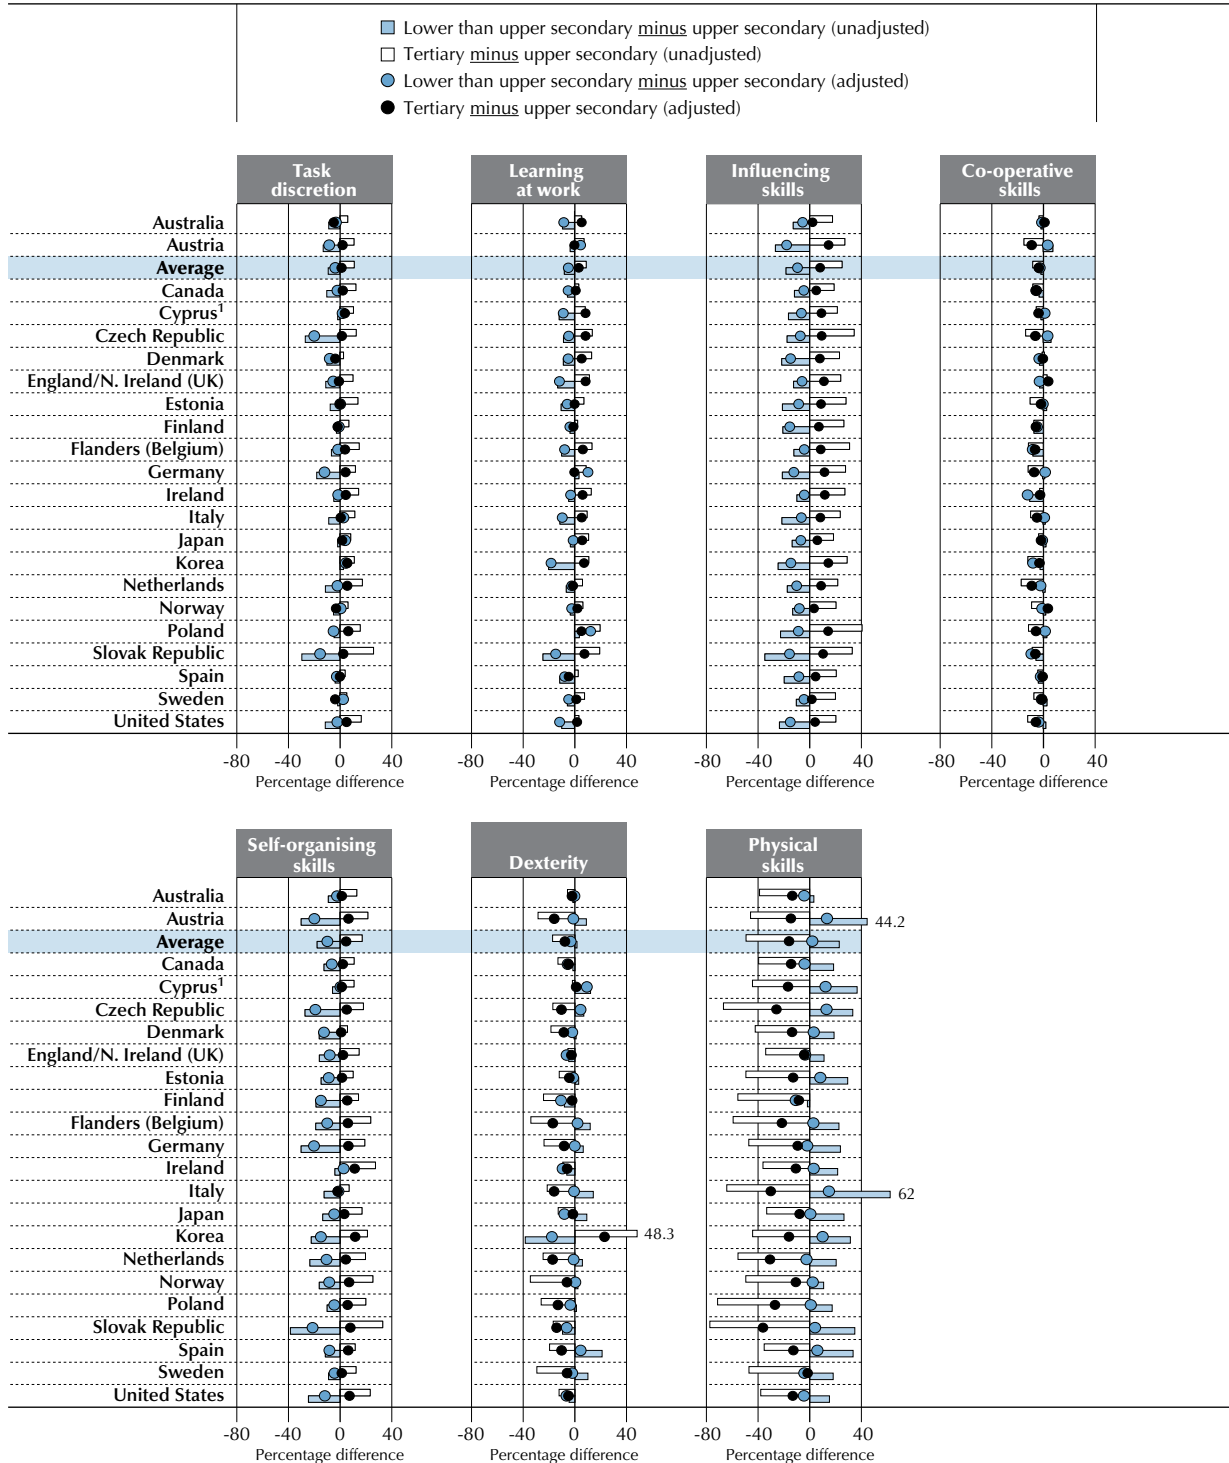 Lower than upper secondary minus upper secondary (unadjusted)
Tertiary minus upper secondary (unadjusted)
Lower than upper secondary minus upper secondary (adjusted)
Tertiary minus upper secondary (adjusted)
Task discretion
Learning at work
Influencing skills
Co-operative skills
Australia
Austria
Average
Canada
Cyprus1
Czech Republic
Denmark
England/N. Ireland (UK)
Estonia
Finland
Flanders (Belgium)
Germany
Ireland
Italy
Japan
Korea
Netherlands
Norway
Poland
Slovak Republic
Spain
Sweden
United States
-80 -40 0 40 -80 -40 0 40 -80 -40 0 40 -80 -40 0 40
Percentage difference Percentage difference Percentage difference Percentage difference
Self-organising skills
Dexterity
Physical skills
Australia
Austria 44.2
Average
Canada
Cyprus1
Czech Republic
Denmark
England/N. Ireland (UK)
Estonia
Finland
Flanders (Belgium)
Germany
Ireland
Italy 62
Japan
Korea 48.3
Netherlands
Norway
Poland
Slovak Republic
Spain
Sweden
United States
-80 -40 0 40 -80 -40 0 40 -80 -40 0 40
Percentage difference Percentage difference Percentage difference